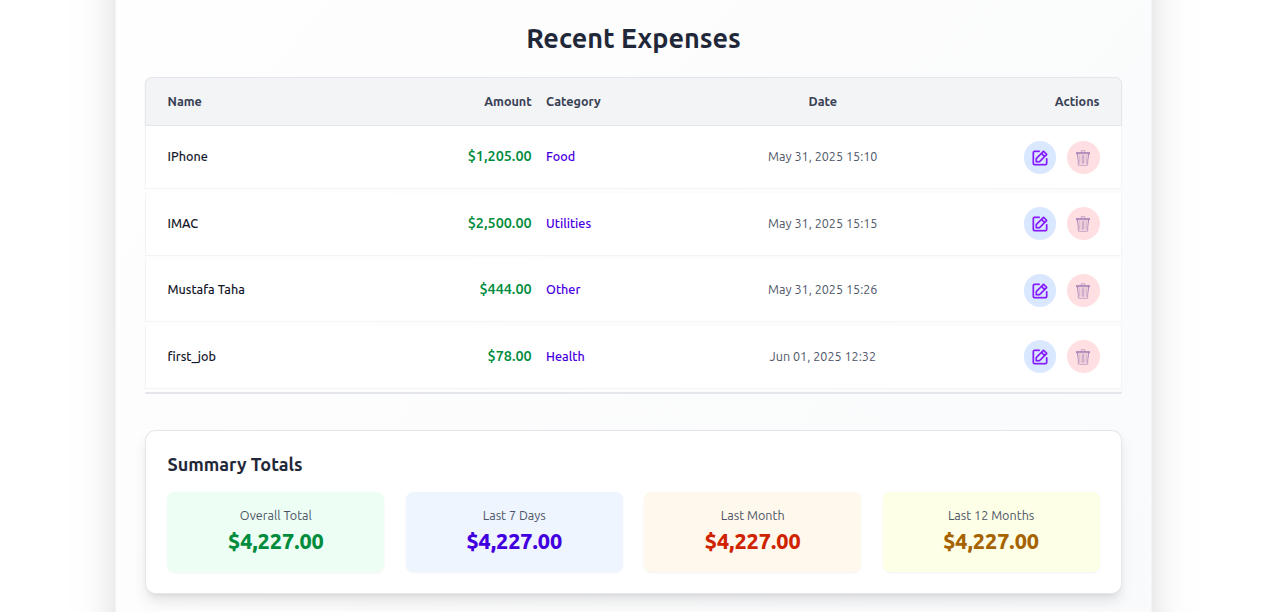 Recent Expenses
Name Amount Category Date Actions
IPhone $1,205.00 Food May 31, 2025 15:10
IMAC $2,500.00 Utilities May 31, 2025 15:15
Mustafa Taha $444.00 Other May 31, 2025 15:26
first_job $78.00 Health Jun 01, 2025 12:32
Summary Totals
Overall Total Last 7 Days Last Month Last 12 Months
$4,227.00 $4,227.00 $4,227.00 $4,227.00